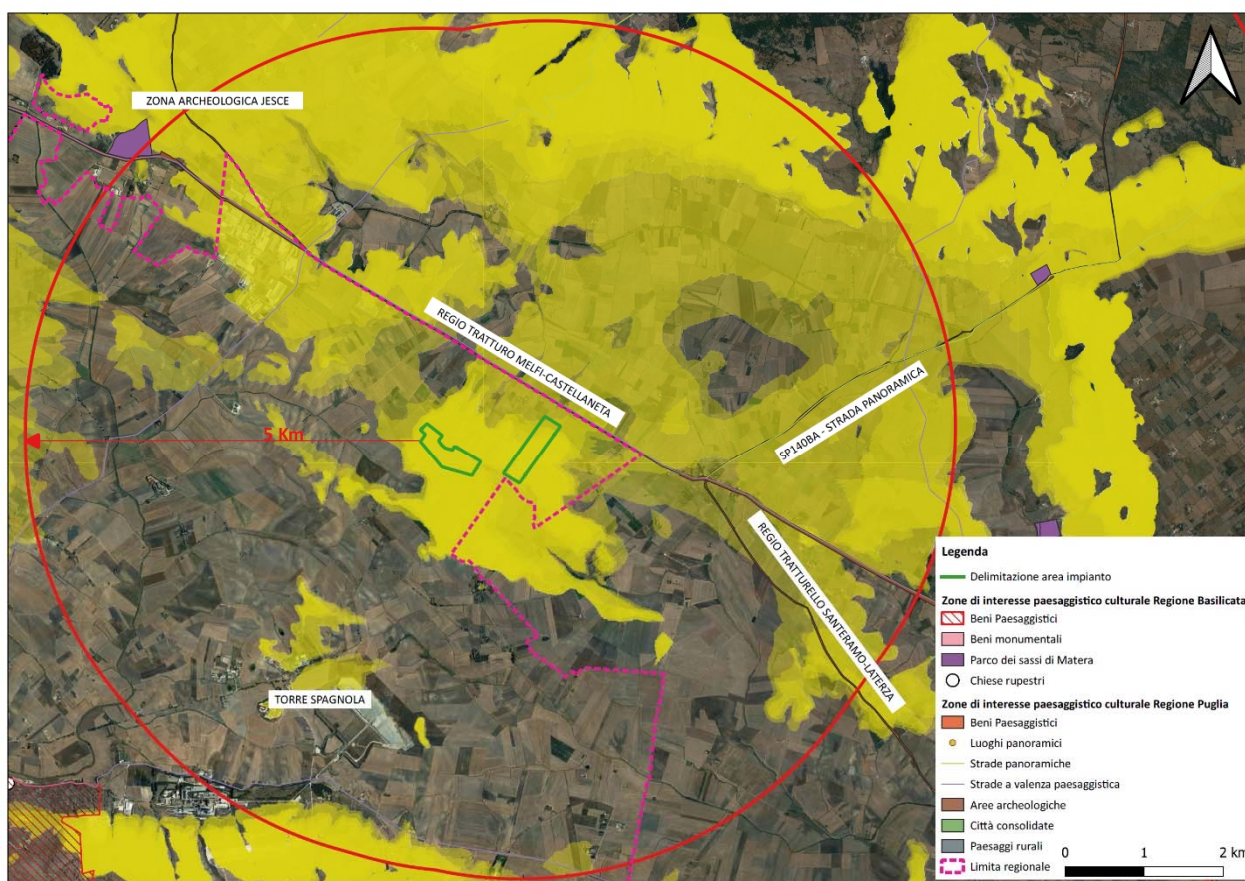 ZONA ARCHEOLOGICA JESCE
REGIO TRATTURO MELFI-CASTELLANETA
5 Km
SP140BA - STRADA PANORAMICA
REGIO TRATTURELLO SANTERAMO-LATERZA
TORRE SPAGNOLA
Legenda
Delimitazione area impianto
Zone di interesse paesaggistico culturale Regione Basilicata
Beni Paesaggistici
Beni monumentali
Parco dei sassi di Matera
Chiese rupestri
Zone di interesse paesaggistico culturale Regione Puglia
Beni Paesaggistici
Luoghi panoramici
Strade panoramiche
Strade a valenza paesaggistica
Aree archeologiche
Città consolidate
Paesaggi rurali
Limita regionale
0 1 2 km